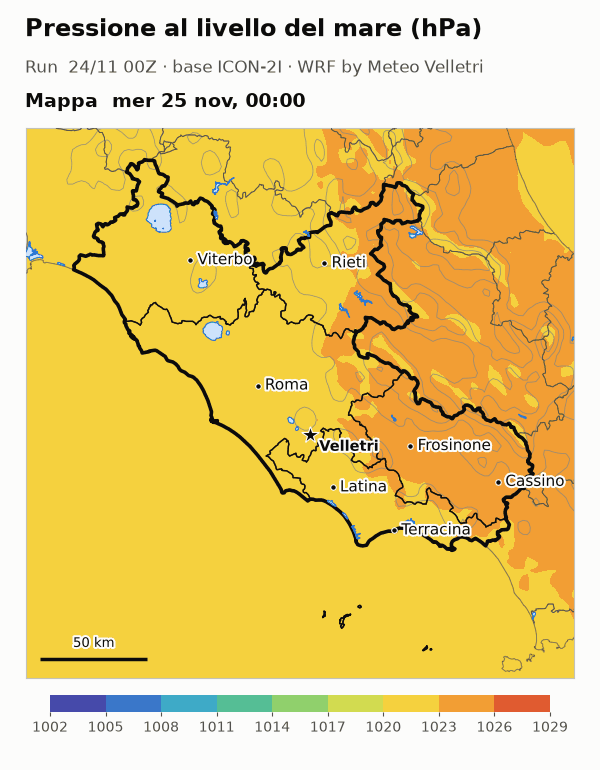 Pressione al livello del mare (hPa)
Run  24/11 00Z · base ICON-2I · WRF by Meteo Velletri
Mappa  mer 25 nov, 00:00
Viterbo
Rieti
Roma
Velletri
Frosinone
Latina
Cassino
Terracina
50 km
1002 1005 1008 1011 1014 1017 1020 1023 1026 1029